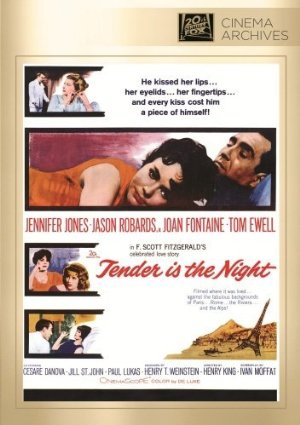 20th
CENTURY
FOX
CINEMA
ARCHIVES
He kissed her lips...
her eyelids... her fingertips...
and every kiss cost him
a piece of himself!
JENNIFER JONES · JASON ROBARDS JR. · JOAN FONTAINE · TOM EWELL
in F. SCOTT FITZGERALD'S
celebrated love story
Tender is the Night
Filmed where it was lived...
against the fabulous backgrounds
of Paris... Rome... the Riviera...
and the Alps!
CESARE DANOVA · JILL ST. JOHN · PAUL LUKAS · HENRY T. WEINSTEIN · HENRY KING · IVAN MOFFAT
CINEMASCOPE COLOR by DE LUXE